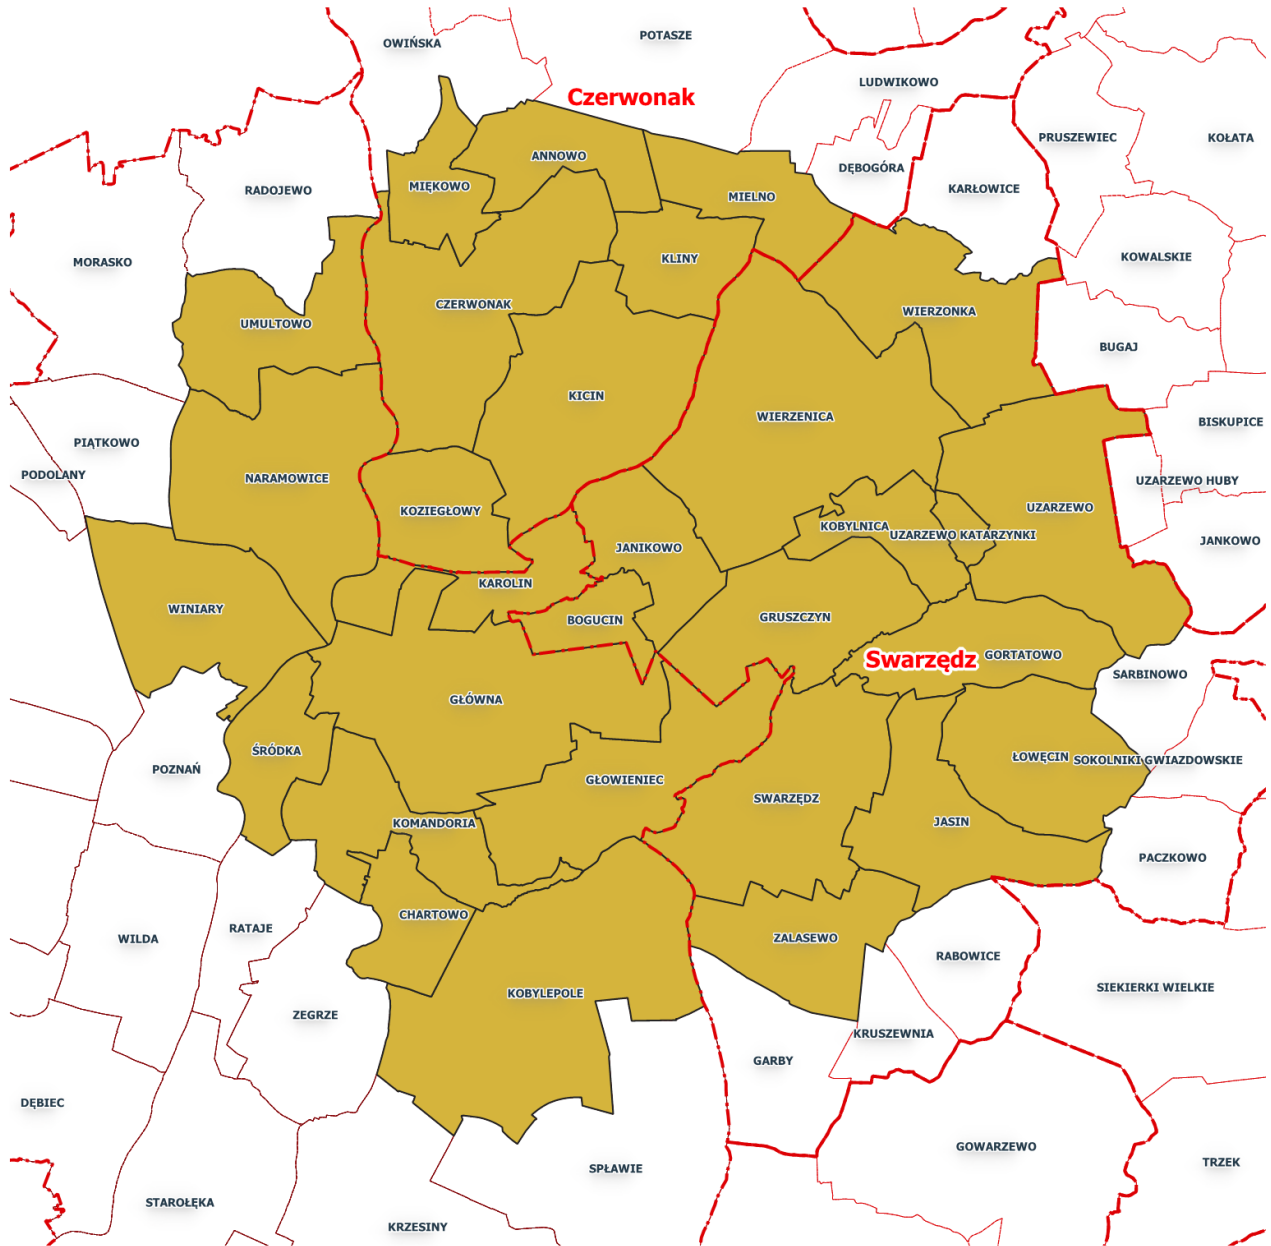 POTASZE
OWIŃSKA
LUDWIKOWO
Czerwonak
PRUSZEWIEC
KOŁATA
ANNOWO
DĘBOGÓRA
MIĘKOWO
RADOJEWO
KARŁOWICE
MIELNO
KOWALSKIE
KLINY
MORASKO
CZERWONAK
WIERZONKA
UMULTOWO
BUGAJ
KICIN
WIERZENICA
BISKUPICE
PIĄTKOWO
PODOLANY
NARAMOWICE
UZARZEWO HUBY
UZARZEWO
KOZIEGŁOWY
KOBYLNICA
UZARZEWO KATARZYNKI
JANKOWO
JANIKOWO
KAROLIN
WINIARY
BOGUCIN
GRUSZCZYN
Swarzędz
GORTATOWO
SARBINOWO
GŁÓWNA
ŚRÓDKA
ŁOWĘCIN
SOKOLNIKI GWIAZDOWSKIE
POZNAŃ
GŁOWIENIEC
SWARZĘDZ
KOMANDORIA
JASIN
PACZKOWO
CHARTOWO
RATAJE
WILDA
ZALASEWO
RABOWICE
KOBYLEPOLE
SIEKIERKI WIELKIE
ZEGRZE
KRUSZEWNIA
GARBY
DĘBIEC
GOWARZEWO
TRZEK
SPŁAWIE
STAROŁĘKA
KRZESINY